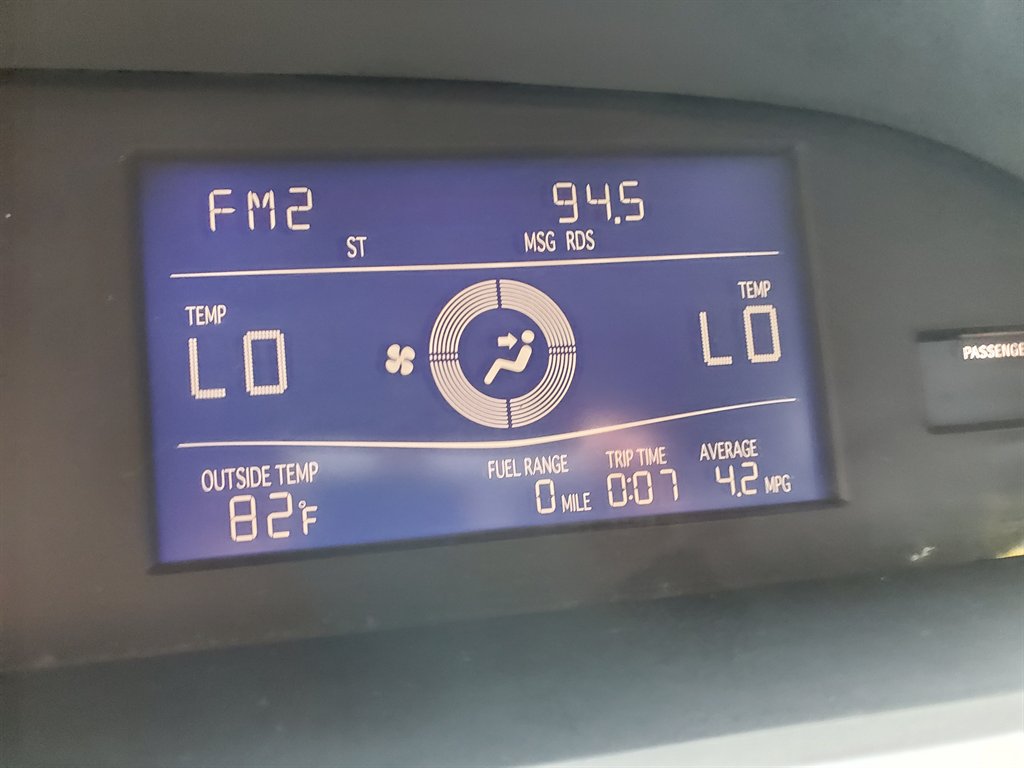 FM2 94.5
ST MSG RDS
TEMP TEMP
LO LO
PASSENGE
OUTSIDE TEMP FUEL RANGE TRIP TIME AVERAGE
82°F 0 MILE 0:07 4.2 MPG